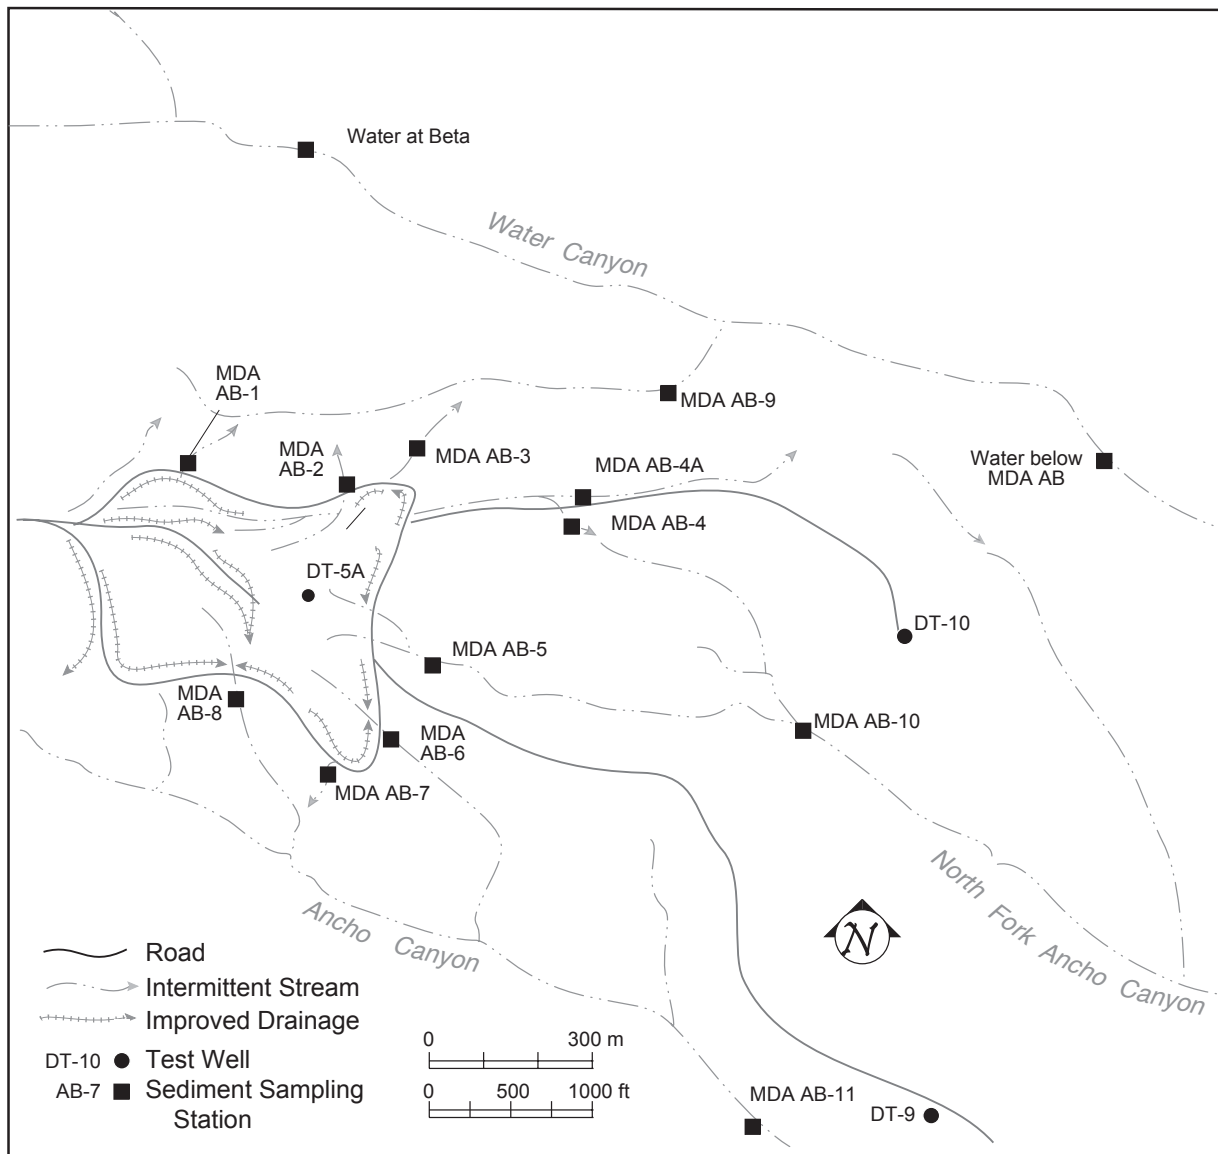 Water at Beta
Water Canyon
MDA
AB-1
MDA AB-9
MDA
AB-2
MDA AB-3
MDA AB-4A
Water below
MDA AB
MDA AB-4
DT-5A
DT-10
MDA AB-5
MDA
AB-8
MDA AB-10
MDA
AB-6
MDA AB-7
North Fork Ancho Canyon
Ancho Canyon
N
Road
Intermittent Stream
Improved Drainage
DT-10 Test Well
AB-7 Sediment Sampling
Station
0 300 m
0 500 1000 ft
MDA AB-11
DT-9